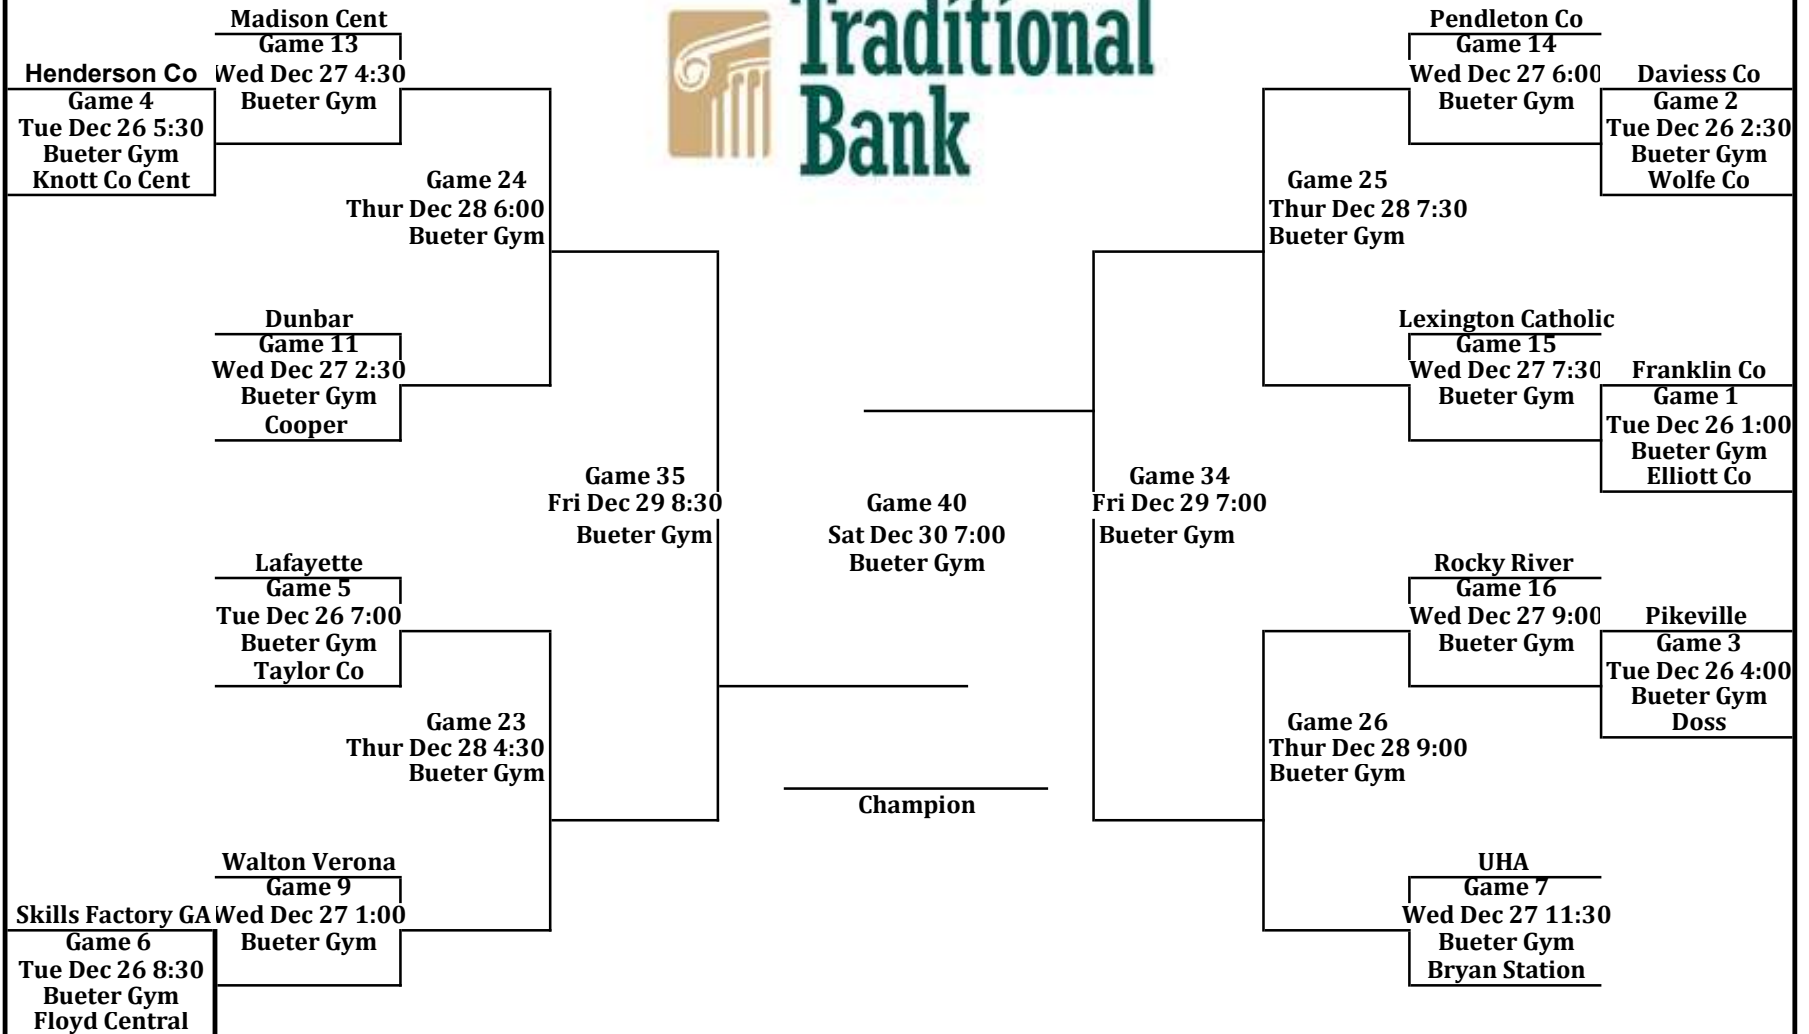 Traditional
Bank
Madison Cent
Game 13
Wed Dec 27 4:30
Bueter Gym
Henderson Co
Game 4
Tue Dec 26 5:30
Bueter Gym
Knott Co Cent
Game 24
Thur Dec 28 6:00
Bueter Gym
Dunbar
Game 11
Wed Dec 27 2:30
Bueter Gym
Cooper
Game 35
Fri Dec 29 8:30
Bueter Gym
Lafayette
Game 5
Tue Dec 26 7:00
Bueter Gym
Taylor Co
Game 23
Thur Dec 28 4:30
Bueter Gym
Walton Verona
Game 9
Wed Dec 27 1:00
Bueter Gym
Skills Factory GA
Game 6
Tue Dec 26 8:30
Bueter Gym
Floyd Central
Game 40
Sat Dec 30 7:00
Bueter Gym
Champion
Pendleton Co
Game 14
Wed Dec 27 6:00
Bueter Gym
Daviess Co
Game 2
Tue Dec 26 2:30
Bueter Gym
Wolfe Co
Game 25
Thur Dec 28 7:30
Bueter Gym
Lexington Catholic
Game 15
Wed Dec 27 7:30
Bueter Gym
Franklin Co
Game 1
Tue Dec 26 1:00
Bueter Gym
Elliott Co
Game 34
Fri Dec 29 7:00
Bueter Gym
Rocky River
Game 16
Wed Dec 27 9:00
Bueter Gym
Pikeville
Game 3
Tue Dec 26 4:00
Bueter Gym
Doss
Game 26
Thur Dec 28 9:00
Bueter Gym
UHA
Game 7
Wed Dec 27 11:30
Bueter Gym
Bryan Station